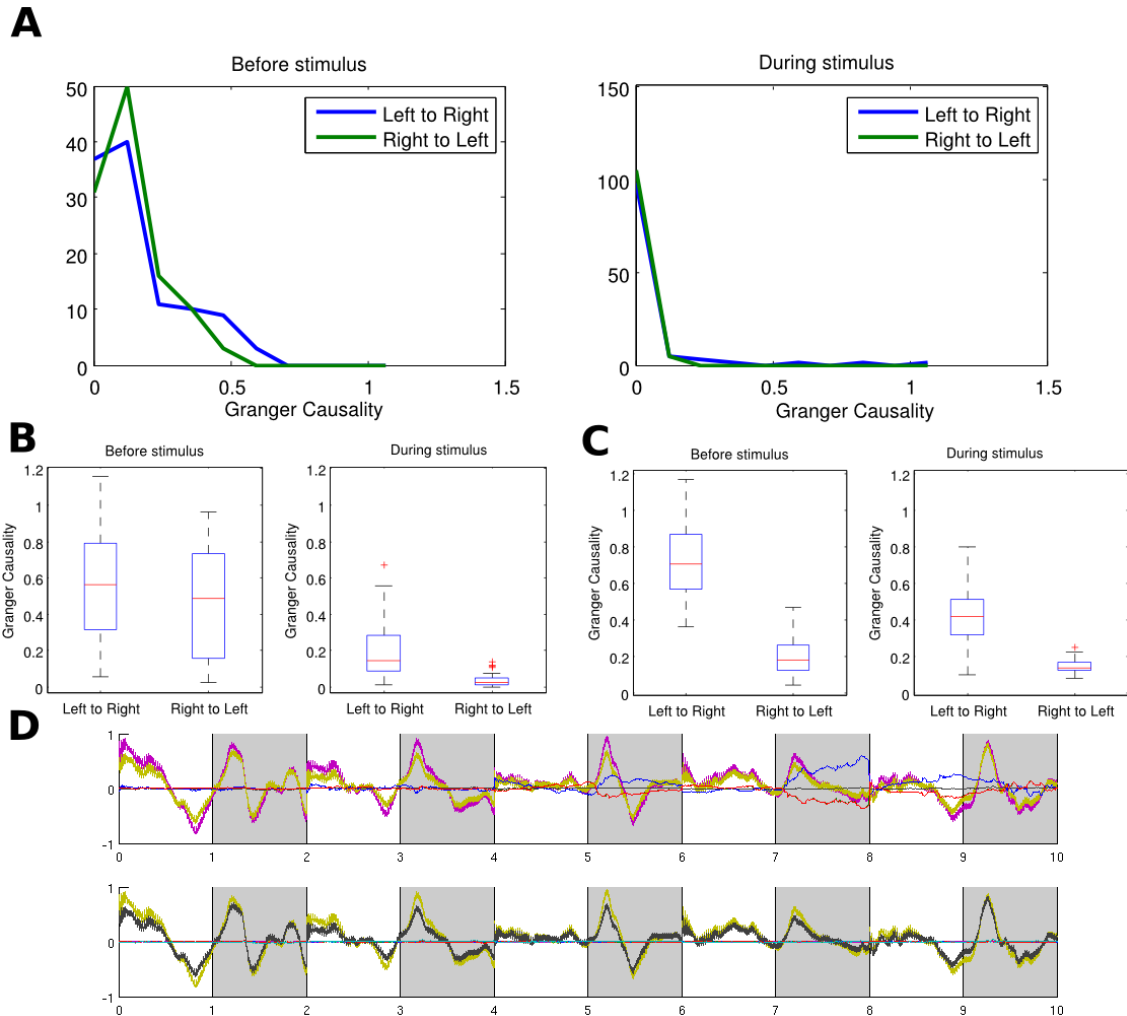 A
Before stimulus
During stimulus
50
40
30
20
10
0
Left to Right
Right to Left
0
0.5
1
1.5
Granger Causality
150
100
50
0
Left to Right
Right to Left
0
0.5
1
1.5
Granger Causality
B
Before stimulus
During stimulus
Granger Causality
1.2
1
0.8
0.6
0.4
0.2
0
Left to Right
Right to Left
Granger Causality
1.2
1
0.8
0.6
0.4
0.2
0
Left to Right
Right to Left
C
Before stimulus
During stimulus
Granger Causality
1.2
1
0.8
0.6
0.4
0.2
0
Left to Right
Right to Left
Granger Causality
1.2
1
0.8
0.6
0.4
0.2
0
Left to Right
Right to Left
D
1
0
-1
0 1 2 3 4 5 6 7 8 9 10
1
0
-1
0 1 2 3 4 5 6 7 8 9 10